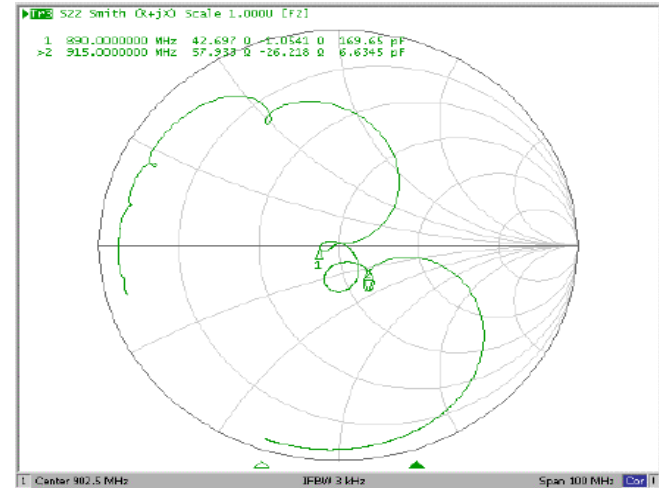 Tr3 S22 Smith (R+jX) Scale 1.000U [F2]
1 890.0000000 MHz 42.697 Ω -1.0541 Ω 169.65 pF
>2 915.0000000 MHz 57.933 Ω -26.218 Ω 6.6345 pF
1
1 Center 902.5 MHz IFBW 3 kHz Span 100 MHz Cor